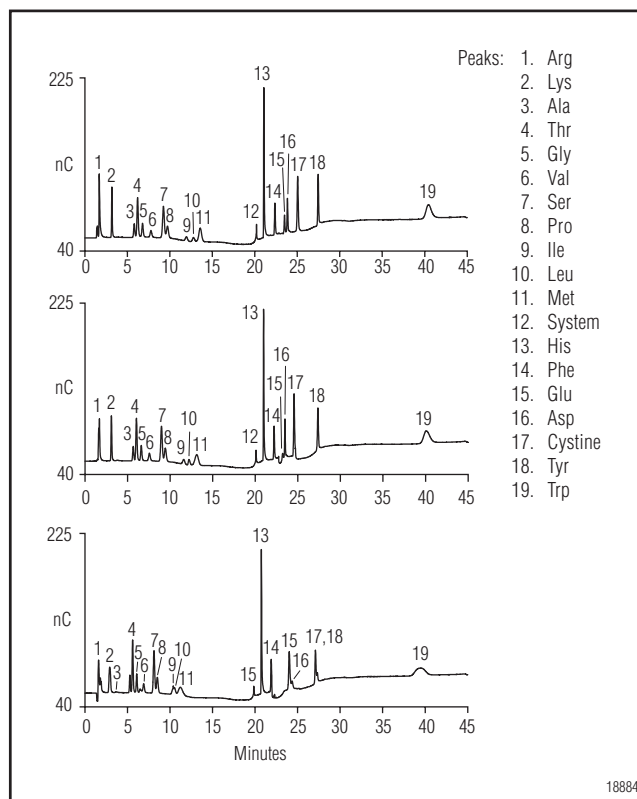 225
nC
40
1
2
3
4
5
6
7
8
9
10
11
12
13
14
15
16
17
18
19
0 5 10 15 20 25 30 35 40 45
225
nC
40
1
2
3
4
5
6
7
8
9
10
11
12
13
14
15
16
17
18
19
0 5 10 15 20 25 30 35 40 45
225
nC
40
1
2
3
4
5
6
7
8
9
10
11
15
13
14
15
16
17,18
19
0 5 10 15 20 25 30 35 40 45
Minutes
Peaks: 1. Arg
2. Lys
3. Ala
4. Thr
5. Gly
6. Val
7. Ser
8. Pro
9. Ile
10. Leu
11. Met
12. System
13. His
14. Phe
15. Glu
16. Asp
17. Cystine
18. Tyr
19. Trp
18884